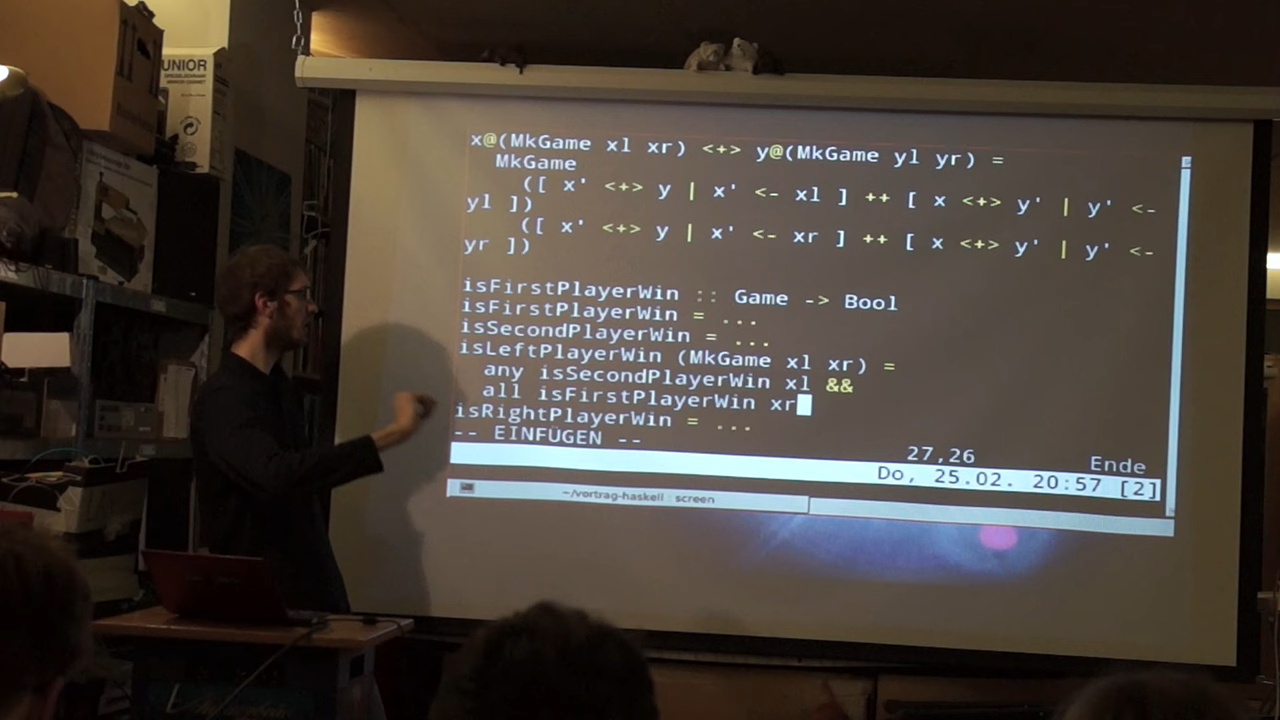 UNIOR
x@(MkGame xl xr) <+> y@(MkGame yl yr) =
MkGame
([ x' <+> y | x' <- xl ] ++ [ x <+> y' | y' <-
yl ])
([ x' <+> y | x' <- xr ] ++ [ x <+> y' | y' <-
yr ])
isFirstPlayerWin :: Game -> Bool
isFirstPlayerWin = ...
isSecondPlayerWin = ...
isLeftPlayerWin (MkGame xl xr) =
any isSecondPlayerWin xl &&
all isFirstPlayerWin xr
isRightPlayerWin = ...
-- EINFÜGEN --
27,26 Ende
Do, 25.02. 20:57 [2]
~/vortrag-haskell : screen